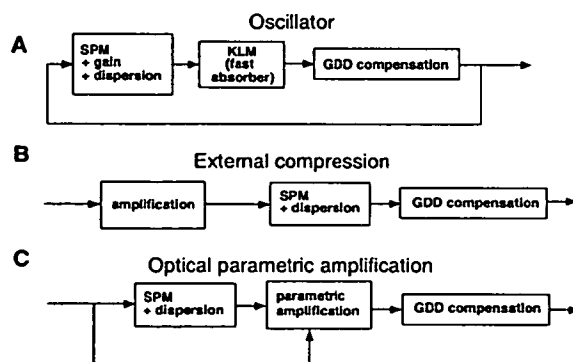 Oscillator
A
SPM
+ gain
+ dispersion
KLM
(fast
absorber)
GDD compensation
B
External compression
amplification
SPM
+ dispersion
GDD compensation
C
Optical parametric amplification
SPM
+ dispersion
parametric
amplification
GDD compensation